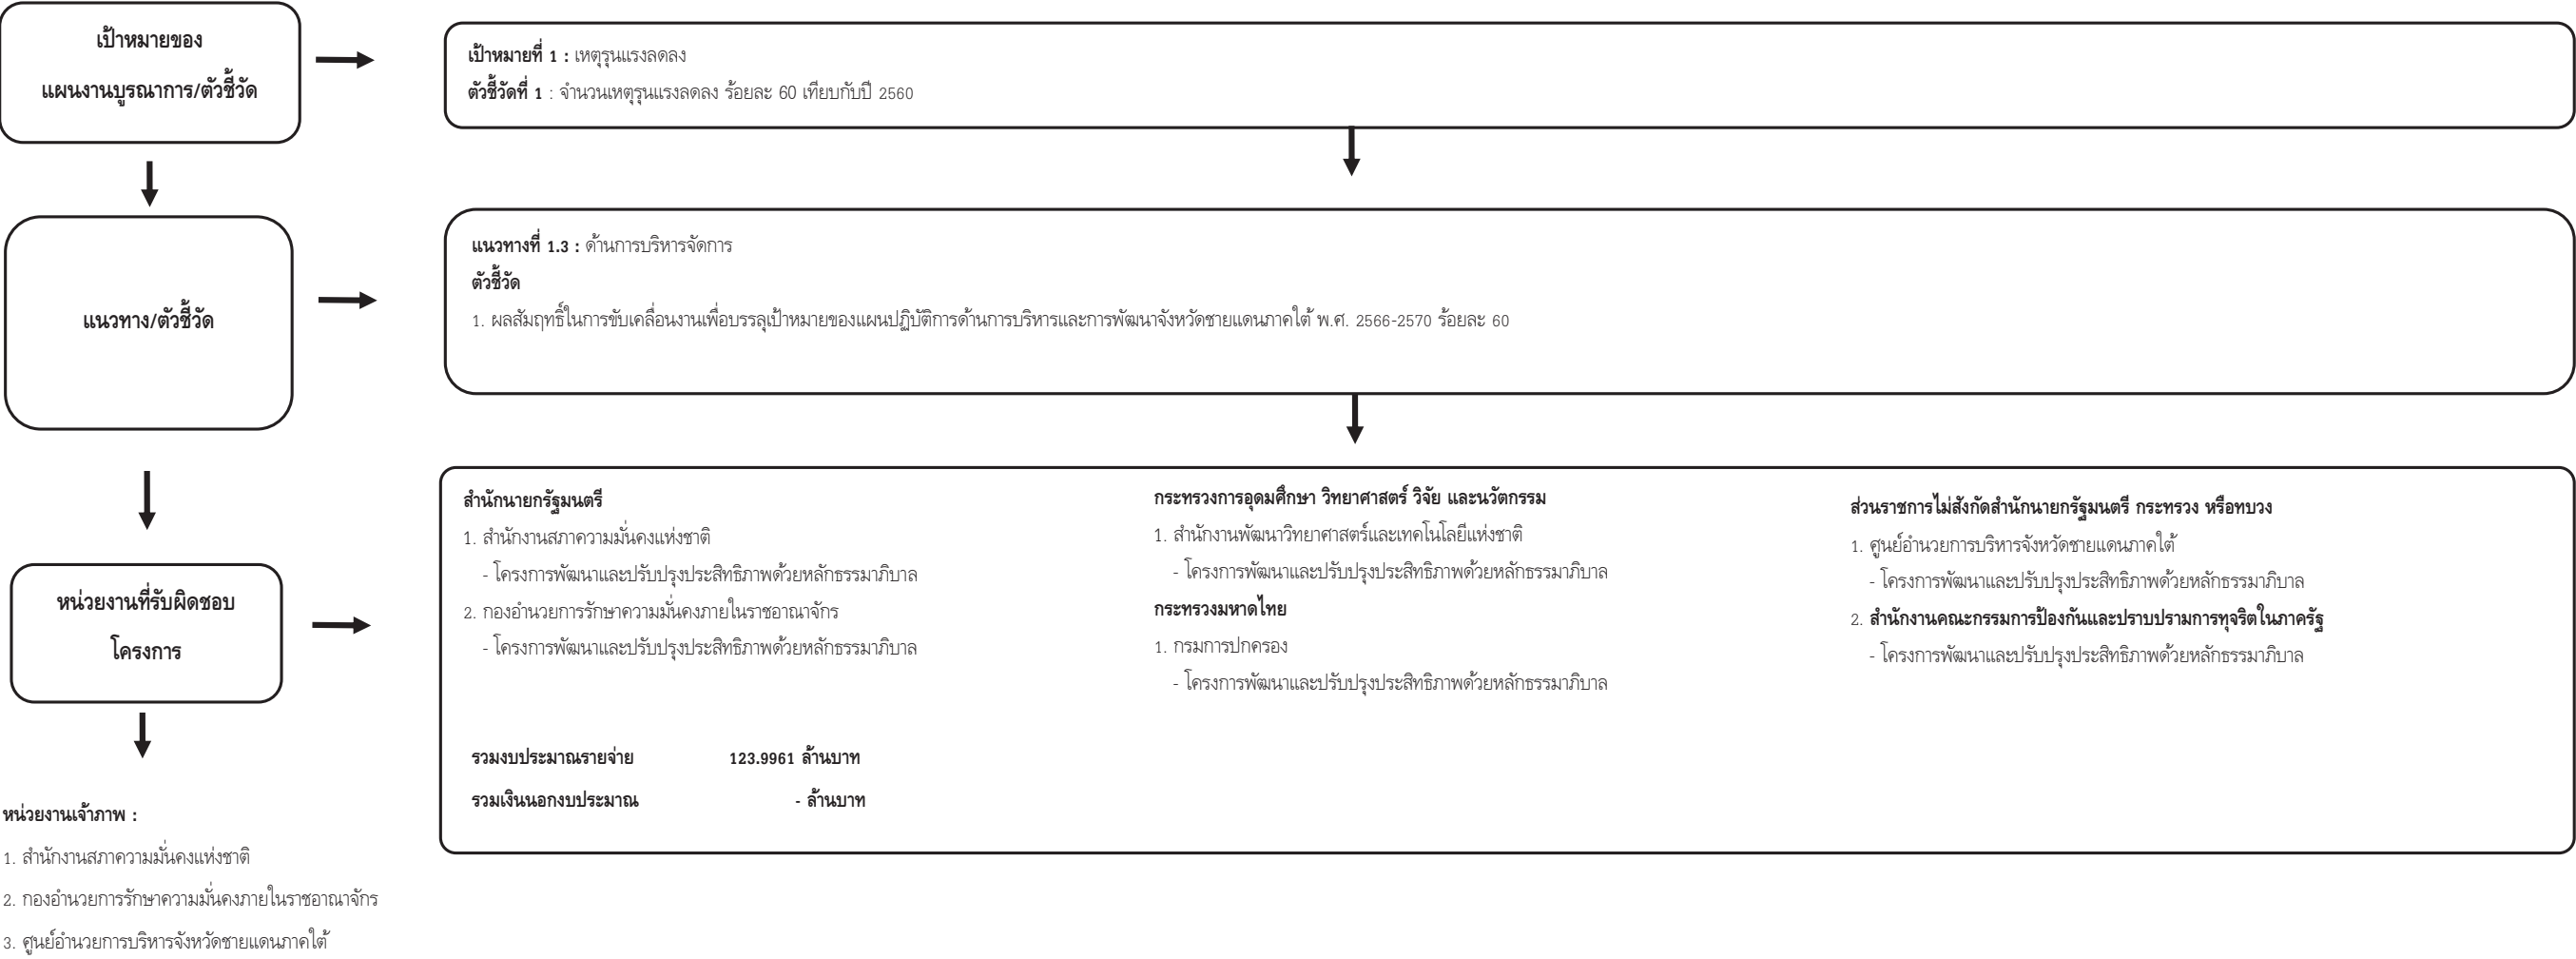 เป้าหมายของ
แผนงานบูรณาการ/ตัวชี้วัด
เป้าหมายที่ 1 : เหตุรุนแรงลดลง
ตัวชี้วัดที่ 1 : จำนวนเหตุรุนแรงลดลง ร้อยละ 60 เทียบกับปี 2560
แนวทาง/ตัวชี้วัด
แนวทางที่ 1.3 : ด้านการบริหารจัดการ
ตัวชี้วัด
1. ผลสัมฤทธิ์ในการขับเคลื่อนงานเพื่อบรรลุเป้าหมายของแผนปฏิบัติการด้านการบริหารและการพัฒนาจังหวัดชายแดนภาคใต้ พ.ศ. 2566-2570 ร้อยละ 60
หน่วยงานที่รับผิดชอบ
โครงการ
สำนักนายกรัฐมนตรี
1. สำนักงานสภาความมั่นคงแห่งชาติ
- โครงการพัฒนาและปรับปรุงประสิทธิภาพด้วยหลักธรรมาภิบาล
2. กองอำนวยการรักษาความมั่นคงภายในราชอาณาจักร
- โครงการพัฒนาและปรับปรุงประสิทธิภาพด้วยหลักธรรมาภิบาล
กระทรวงการอุดมศึกษา วิทยาศาสตร์ วิจัย และนวัตกรรม
1. สำนักงานพัฒนาวิทยาศาสตร์และเทคโนโลยีแห่งชาติ
- โครงการพัฒนาและปรับปรุงประสิทธิภาพด้วยหลักธรรมาภิบาล
กระทรวงมหาดไทย
1. กรมการปกครอง
- โครงการพัฒนาและปรับปรุงประสิทธิภาพด้วยหลักธรรมาภิบาล
ส่วนราชการไม่สังกัดสำนักนายกรัฐมนตรี กระทรวง หรือทบวง
1. ศูนย์อำนวยการบริหารจังหวัดชายแดนภาคใต้
- โครงการพัฒนาและปรับปรุงประสิทธิภาพด้วยหลักธรรมาภิบาล
2. สำนักงานคณะกรรมการป้องกันและปราบปรามการทุจริตในภาครัฐ
- โครงการพัฒนาและปรับปรุงประสิทธิภาพด้วยหลักธรรมาภิบาล
รวมงบประมาณรายจ่าย 123.9961 ล้านบาท
รวมเงินนอกงบประมาณ - ล้านบาท
หน่วยงานเจ้าภาพ :
1. สำนักงานสภาความมั่นคงแห่งชาติ
2. กองอำนวยการรักษาความมั่นคงภายในราชอาณาจักร
3. ศูนย์อำนวยการบริหารจังหวัดชายแดนภาคใต้